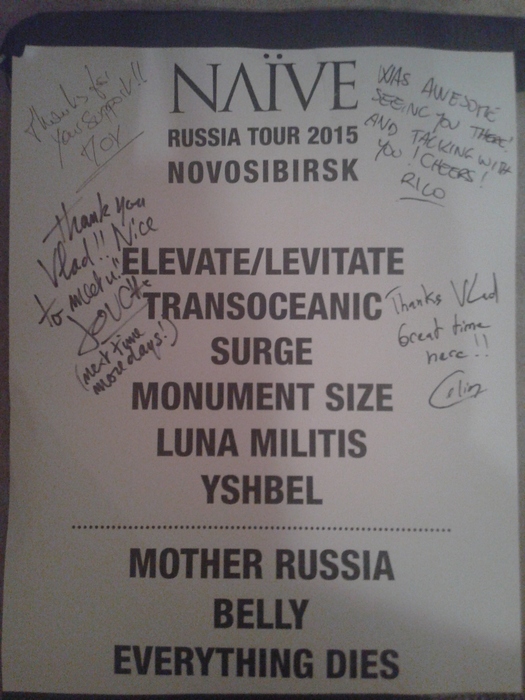 NAÏVE
RUSSIA TOUR 2015
NOVOSIBIRSK
Thanks for
your support!!
WAS AWESOME
SEEING YOU THERE!
AND TALKING WITH
YOU! CHEERS!
RICO
Thank you
Vlad!! Nice
to meet u!!
(next time
more days!)
ELEVATE/LEVITATE
TRANSOCEANIC
SURGE
MONUMENT SIZE
LUNA MILITIS
YSHBEL
Thanks Vlad
Great time
here!!
MOTHER RUSSIA
BELLY
EVERYTHING DIES